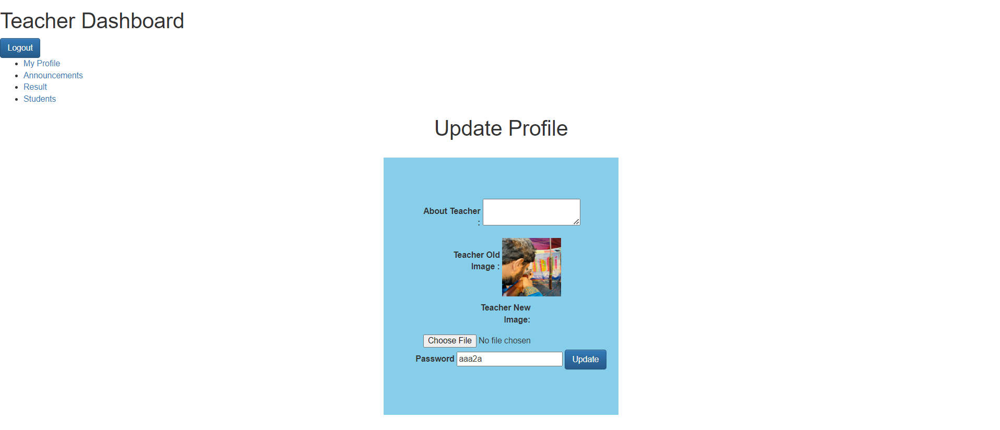 Teacher Dashboard
Logout
My Profile
Announcements
Result
Students
Update Profile
About Teacher
:
Teacher Old
Image :
Teacher New
Image:
Choose File No file chosen
Password aaa2a Update